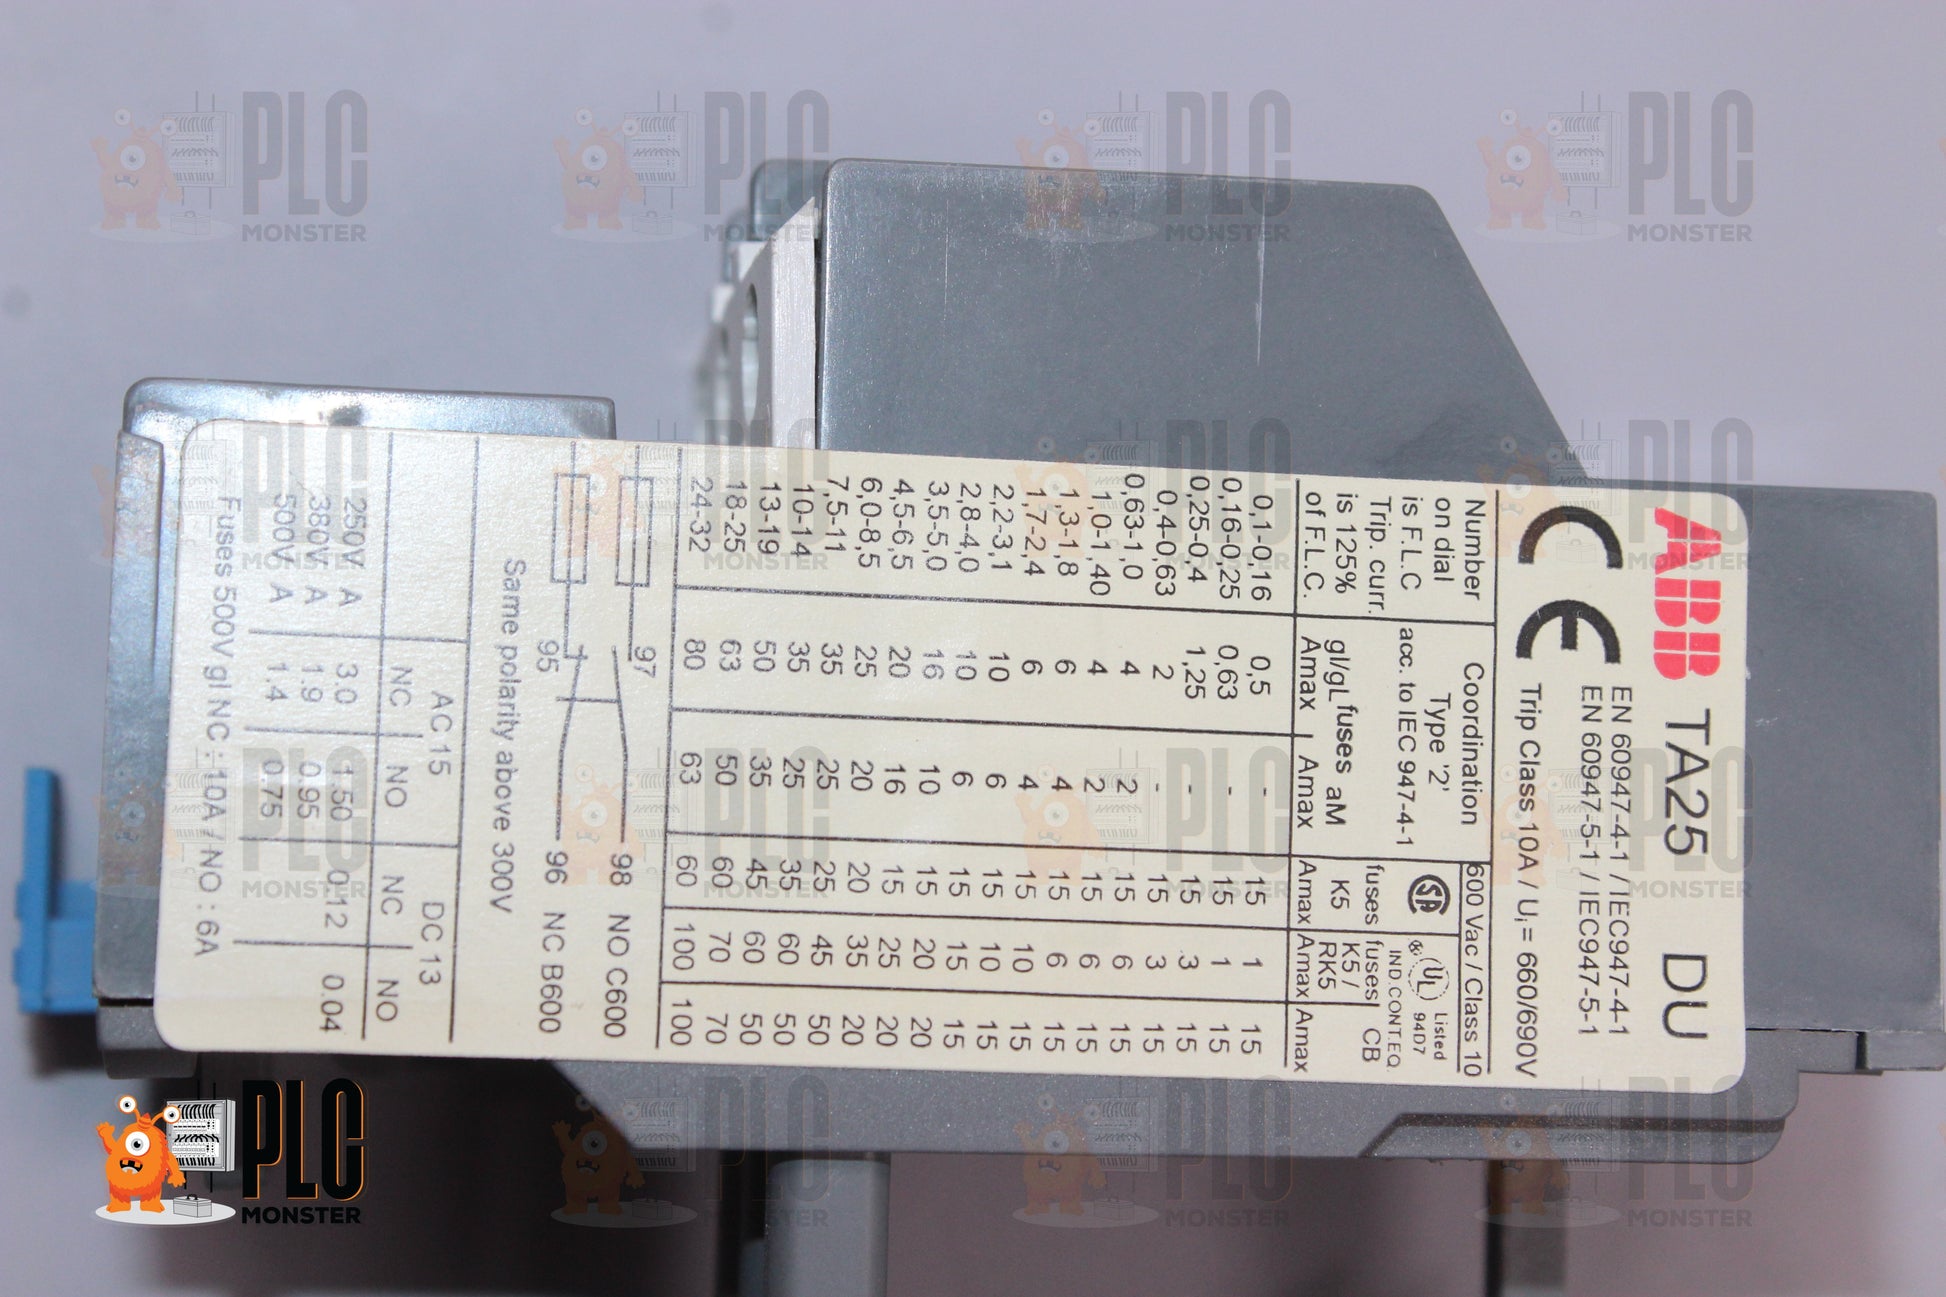 ABB TA25 DU
CE EN 60947-4-1 / IEC947-4-1
EN 60947-5-1 / IEC947-5-1
Trip Class 10A / Ui= 660/690V
Number Coordination 600 Vac / Class 10
on dial Type '2' CSA UL Listed
is F.L.C acc. to IEC 947-4-1 94D7
IND.CONT.EQ.
Trip. curr. fuses fuses CB
is 125% gI/gL fuses aM K5 K5 / RK5
of F.L.C. Amax Amax Amax Amax Amax
0,1-0,16 0,5 - 15 1 15
0,16-0,25 0,63 - 15 1 15
0,25-0,4 1,25 - 15 3 15
0,4-0,63 2 - 15 3 15
0,63-1,0 4 2 15 6 15
1,0-1,40 4 2 15 6 15
1,3-1,8 6 4 15 6 15
1,7-2,4 6 4 15 10 15
2,2-3,1 10 6 15 10 15
2,8-4,0 10 6 15 15 15
3,5-5,0 16 10 15 20 20
4,5-6,5 20 16 15 25 20
6,0-8,5 25 20 20 35 20
7,5-11 35 25 25 45 50
10-14 35 25 35 60 50
13-19 50 35 45 60 50
18-25 63 50 60 70 70
24-32 80 63 60 100 100
97 98 NO C600
95 96 NC B600
Same polarity above 300V
AC15 DC13
NC NO NC NO
250V A 3.0 1.50 0.12 0.04
380V A 1.9 0.95
500V A 1.4 0.75
Fuses 500V gI NC : 10A / NO : 6A
PLC
MONSTER